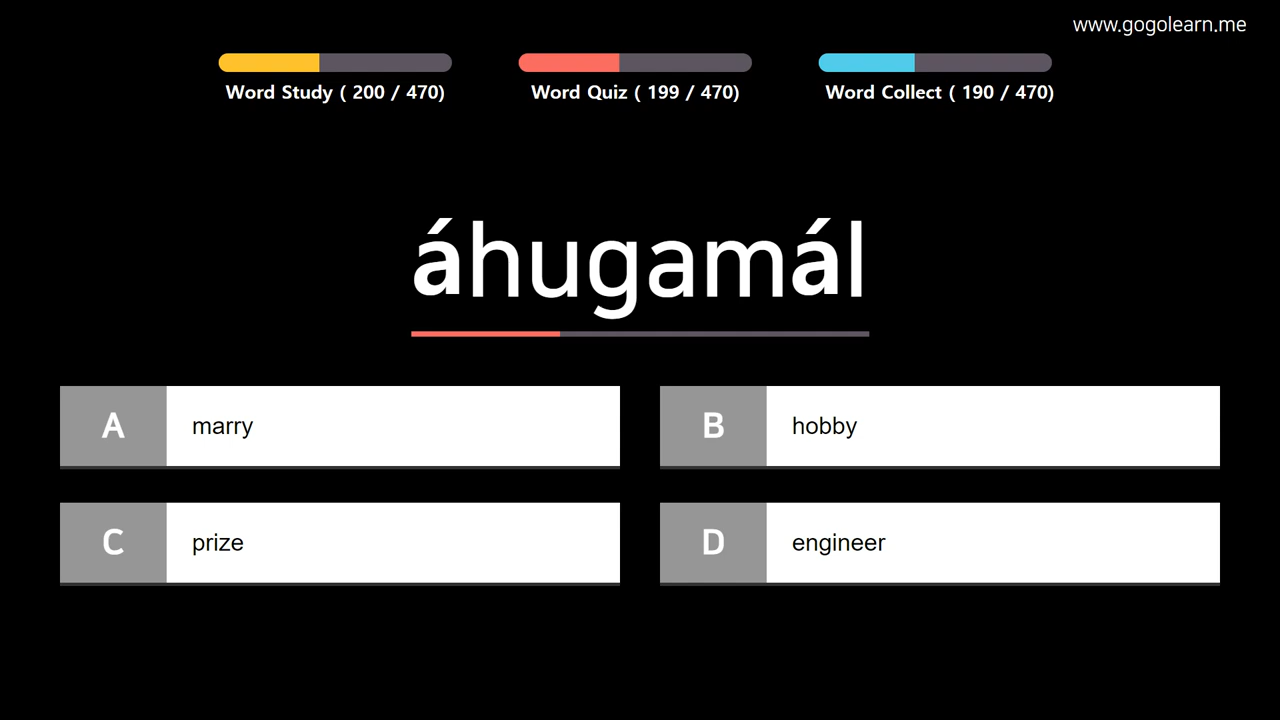 www.gogolearn.me
Word Study ( 200 / 470)
Word Quiz ( 199 / 470)
Word Collect ( 190 / 470)
áhugamál
A marry
B hobby
C prize
D engineer